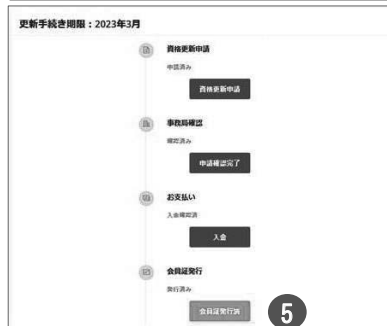 更新手続き期限：2023年3月
資格更新申請
申請済み
資格更新申請
事務局確認
確認済み
申請確認完了
お支払い
入金確認済
入金
会員証発行
発行済み
会員証発行済
5